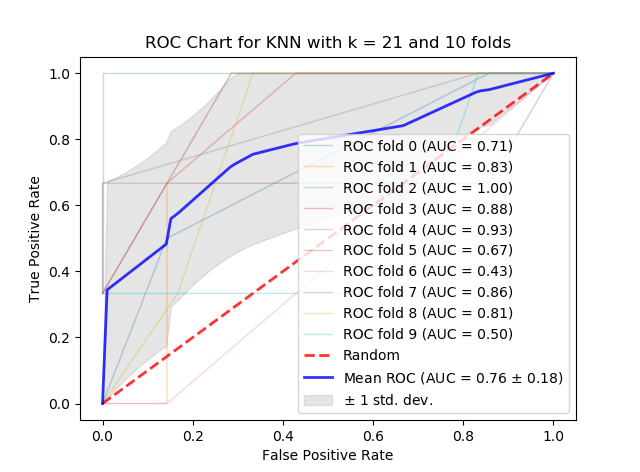 ROC Chart for KNN with k = 21 and 10 folds
True Positive Rate
1.0
0.8
0.6
0.4
0.2
0.0
ROC fold 0 (AUC = 0.71)
ROC fold 1 (AUC = 0.83)
ROC fold 2 (AUC = 1.00)
ROC fold 3 (AUC = 0.88)
ROC fold 4 (AUC = 0.93)
ROC fold 5 (AUC = 0.67)
ROC fold 6 (AUC = 0.43)
ROC fold 7 (AUC = 0.86)
ROC fold 8 (AUC = 0.81)
ROC fold 9 (AUC = 0.50)
Random
Mean ROC (AUC = 0.76 ± 0.18)
± 1 std. dev.
0.0 0.2 0.4 0.6 0.8 1.0
False Positive Rate